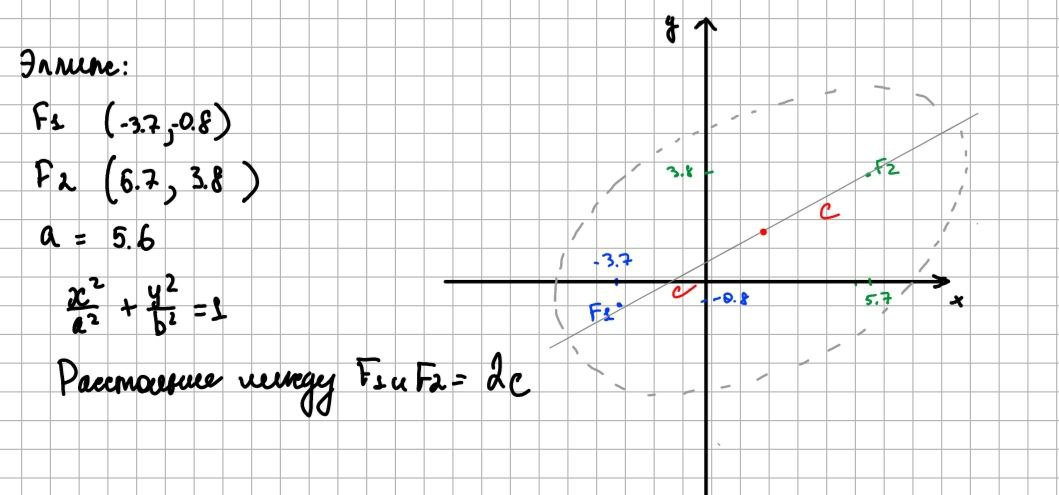 Эллипс:
F1 (-3.7,-0.8)
F2 (5.7, 3.8)
a = 5.6
x²/a² + y²/b² = 1
Расстояние между F1 и F2 = 2c
y
3.8
F2
c
-3.7
c
-0.8
F1
5.7
x